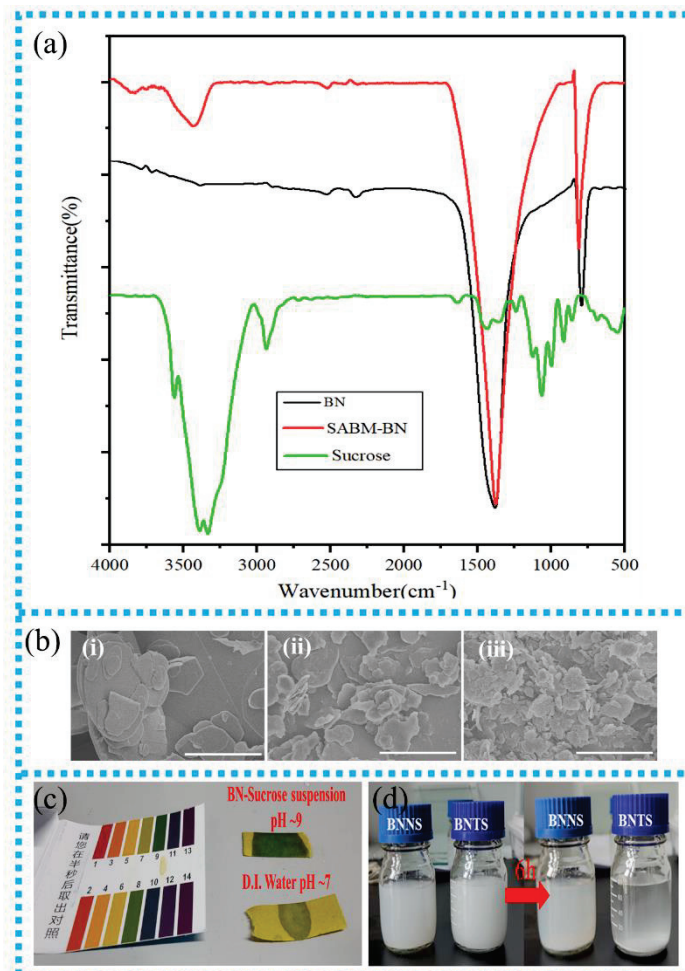 (a)
Transmittance(%)
BN
SABM-BN
Sucrose
4000 3500 3000 2500 2000 1500 1000 500
Wavenumber(cm-1)
(b)
(i) (ii) (iii)
(c)
请您在半秒后取出对照
1 3 5 7 9 11 13
2 4 6 8 10 12 14
BN-Sucrose suspension
pH ~9
D.I. Water pH ~7
(d)
BNNS BNTS BNNS BNTS
6h